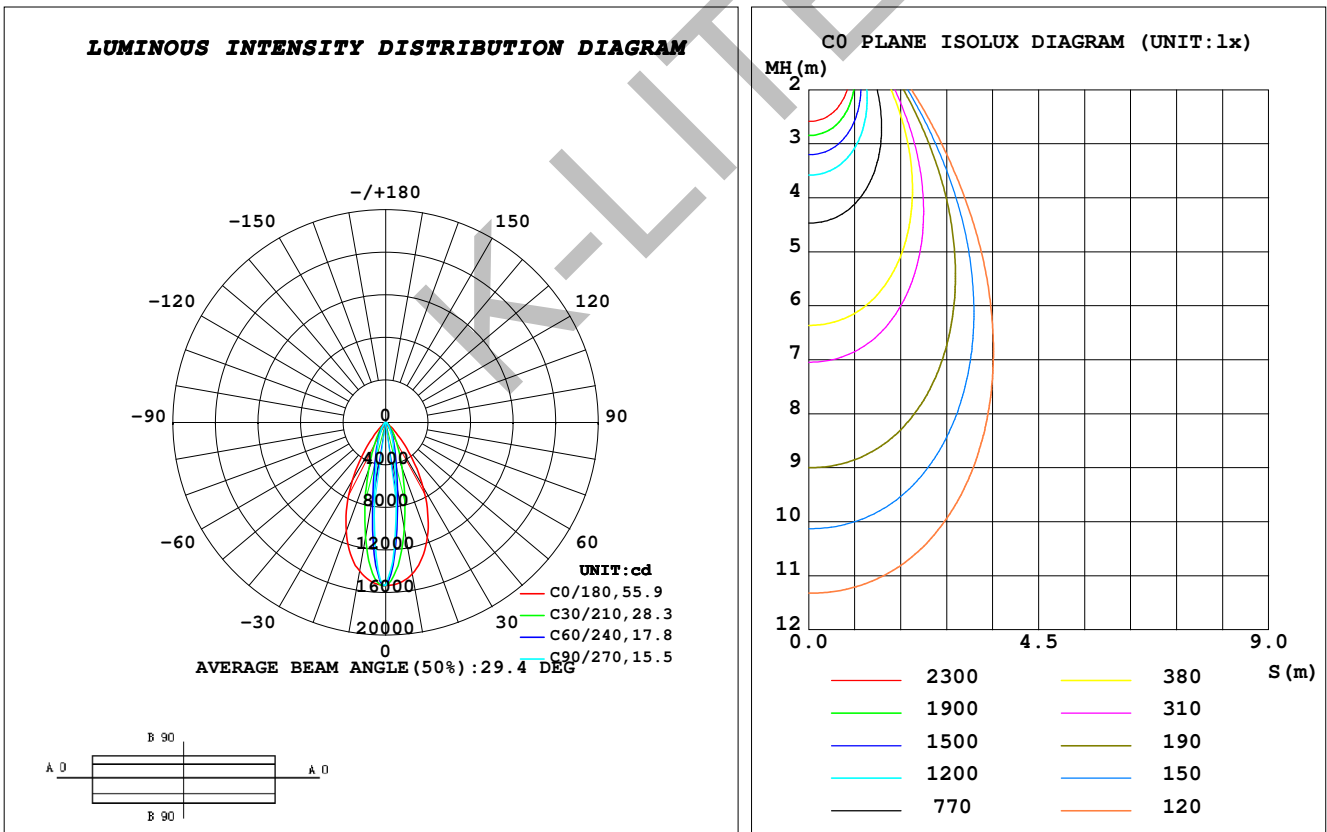 LUMINOUS INTENSITY DISTRIBUTION DIAGRAM
-/+180
-150
150
-120
120
-90
90
-60
60
-30
30
0
0
4000
8000
12000
16000
20000
UNIT:cd
C0/180,55.9
C30/210,28.3
C60/240,17.8
C90/270,15.5
AVERAGE BEAM ANGLE(50%):29.4 DEG
B 90
A 0
A 0
B 90
C0 PLANE ISOLUX DIAGRAM (UNIT:lx)
MH(m)
2
3
4
5
6
7
8
9
10
11
12
0.0
4.5
9.0
S(m)
2300
380
1900
310
1500
190
1200
150
770
120
K-LITE